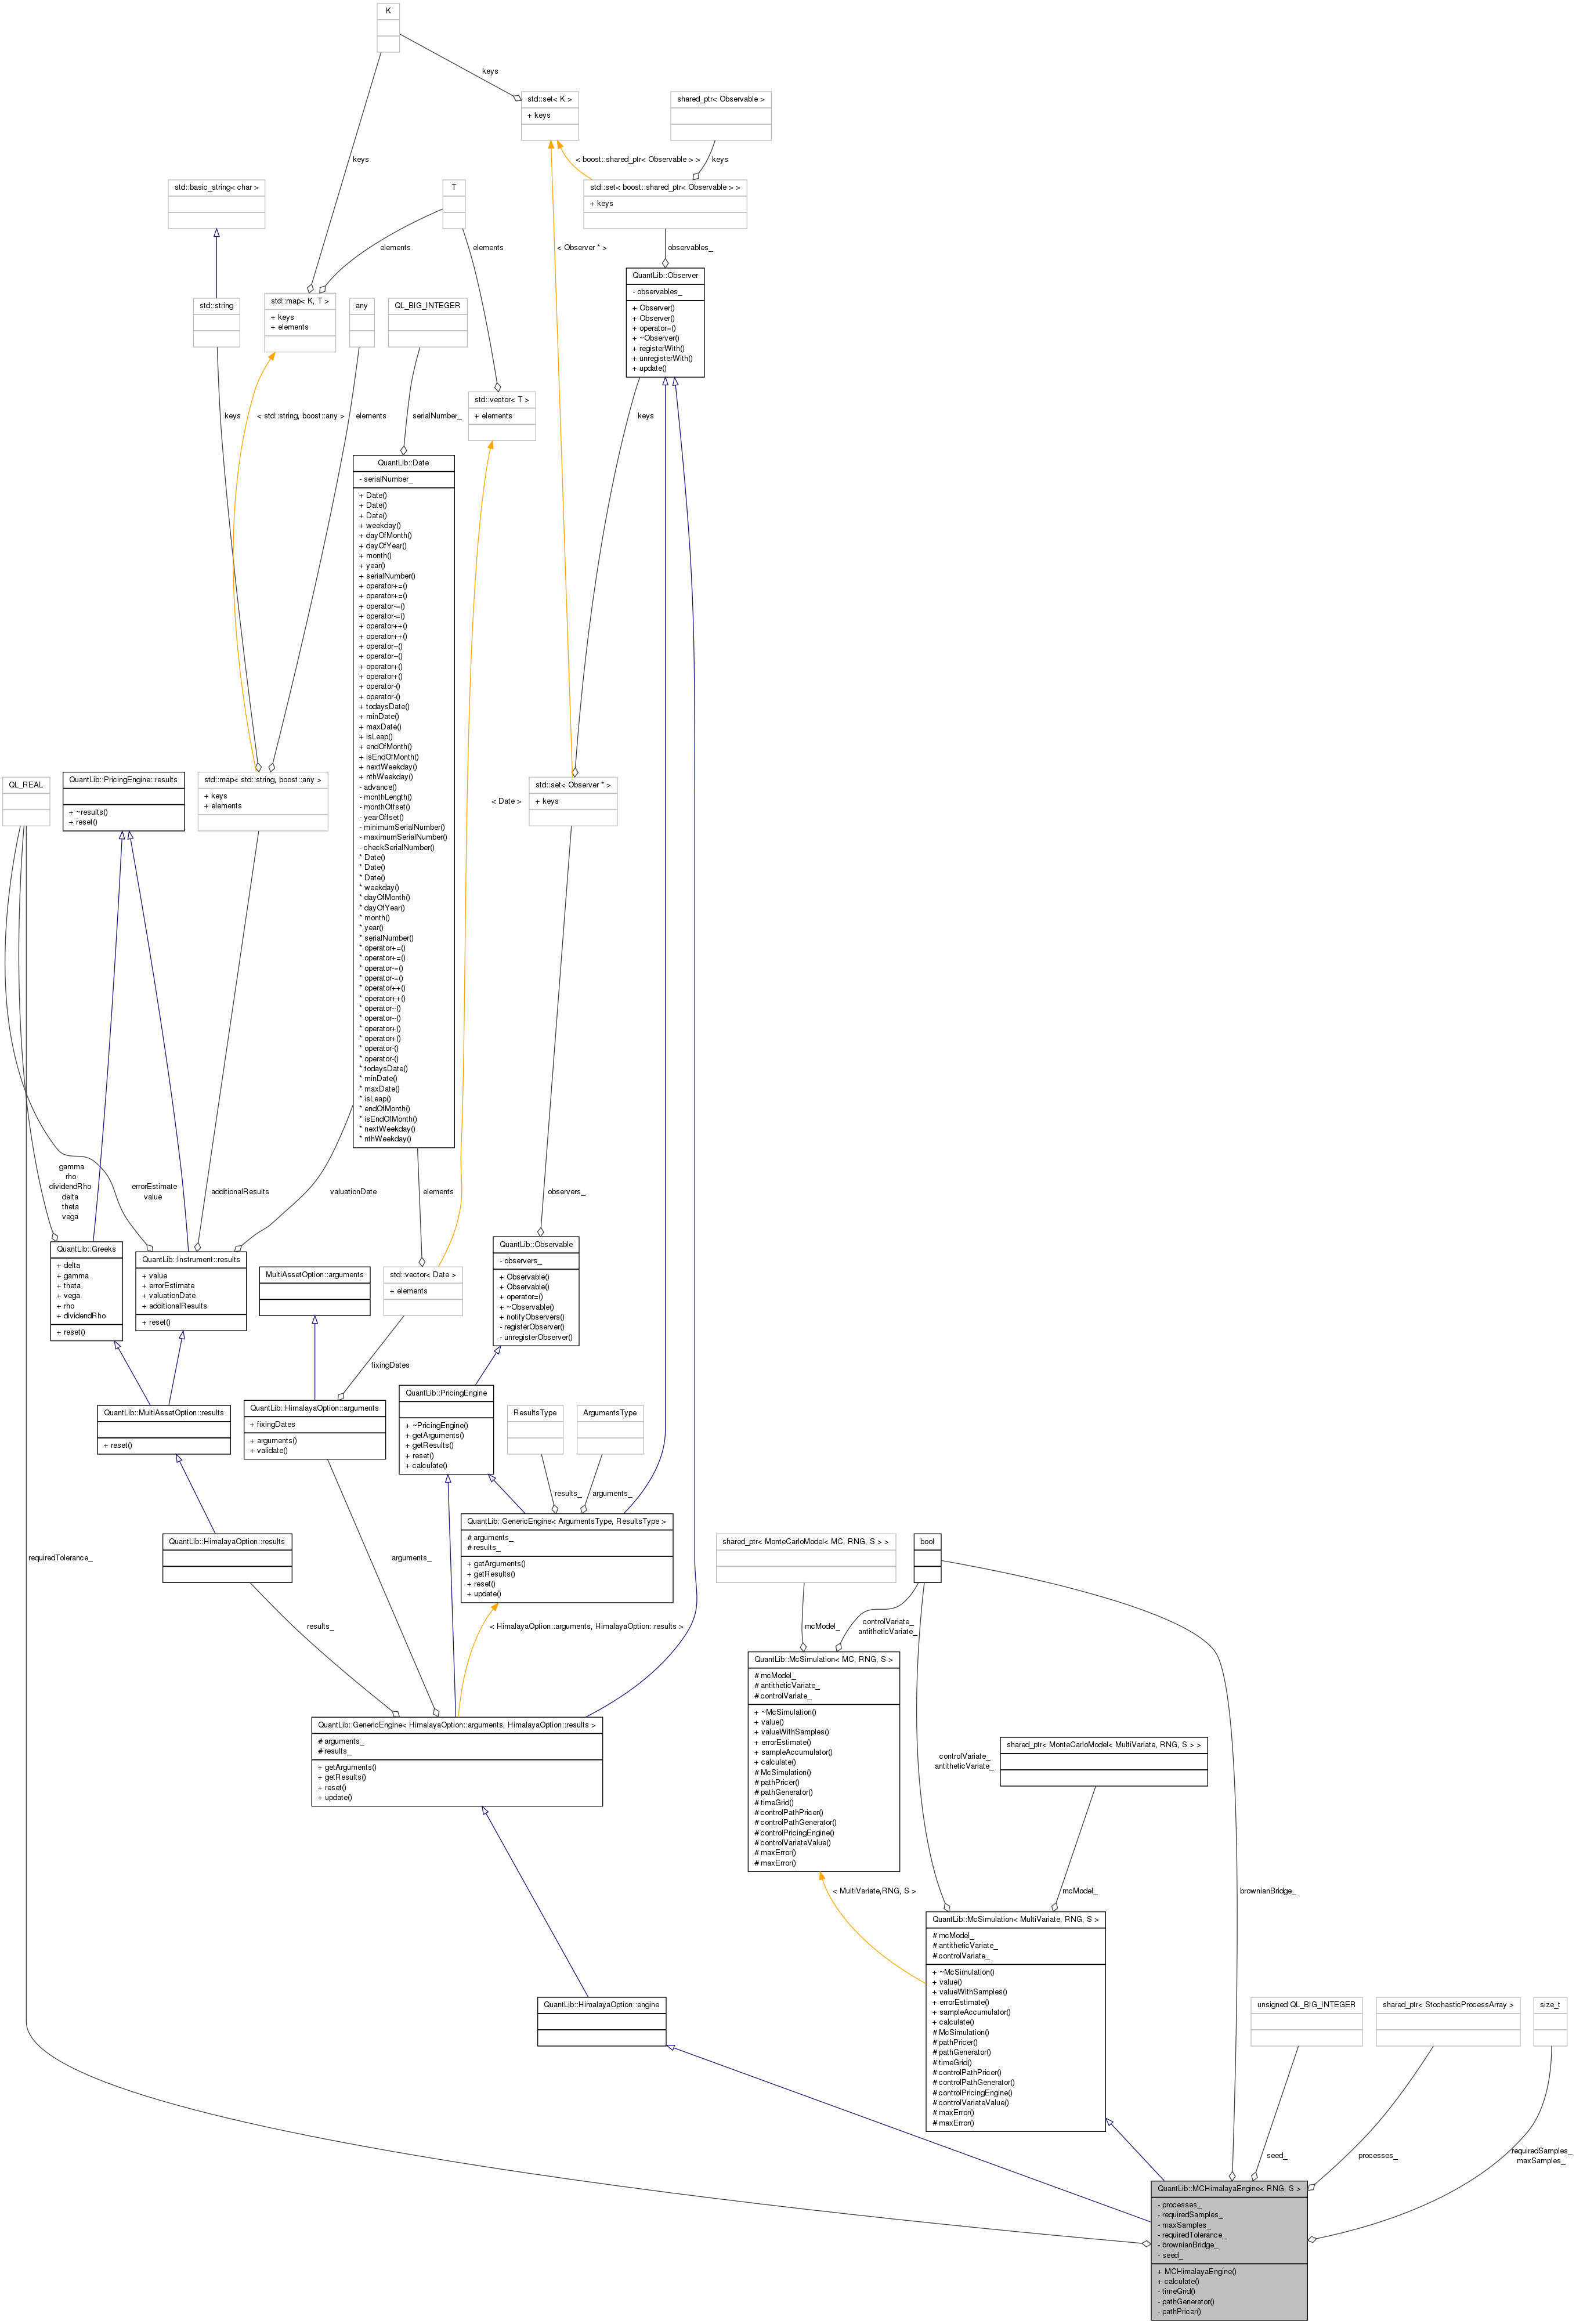 K
keys
std::set< K >
+ keys
shared_ptr< Observable >
keys
< boost::shared_ptr< Observable > >
keys
std::basic_string< char >
T
std::set< boost::shared_ptr< Observable > >
+ keys
elements
elements
< Observer * >
observables_
QuantLib::Observer
- observables_
+ Observer()
+ Observer()
+ operator=()
+ ~Observer()
+ registerWith()
+ unregisterWith()
+ update()
std::string
std::map< K, T >
+ keys
+ elements
any
QL_BIG_INTEGER
std::vector< T >
+ elements
keys
< std::string, boost::any >
elements
serialNumber_
keys
QuantLib::Date
- serialNumber_
+ Date()
+ Date()
+ Date()
+ weekday()
+ dayOfMonth()
+ dayOfYear()
+ month()
+ year()
+ serialNumber()
+ operator+=()
+ operator+=()
+ operator-=()
+ operator-=()
+ operator++()
+ operator++()
+ operator--()
+ operator--()
+ operator+()
+ operator+()
+ operator-()
+ operator-()
+ todaysDate()
+ minDate()
+ maxDate()
+ isLeap()
+ endOfMonth()
+ isEndOfMonth()
+ nextWeekday()
+ nthWeekday()
- advance()
- monthLength()
- monthOffset()
- yearOffset()
- minimumSerialNumber()
- maximumSerialNumber()
- checkSerialNumber()
* Date()
* Date()
* Date()
* weekday()
* dayOfMonth()
* dayOfYear()
* month()
* year()
* serialNumber()
* operator+=()
* operator+=()
* operator-=()
* operator-=()
* operator++()
* operator++()
* operator--()
* operator--()
* operator+()
* operator+()
* operator-()
* operator-()
* todaysDate()
* minDate()
* maxDate()
* isLeap()
* endOfMonth()
* isEndOfMonth()
* nextWeekday()
* nthWeekday()
QL_REAL
QuantLib::PricingEngine::results
+ ~results()
+ reset()
std::map< std::string, boost::any >
+ keys
+ elements
< Date >
std::set< Observer * >
+ keys
gamma
rho
dividendRho
delta
theta
vega
errorEstimate
value
additionalResults
valuationDate
elements
observers_
QuantLib::Greeks
+ delta
+ gamma
+ theta
+ vega
+ rho
+ dividendRho
+ reset()
QuantLib::Instrument::results
+ value
+ errorEstimate
+ valuationDate
+ additionalResults
+ reset()
MultiAssetOption::arguments
std::vector< Date >
+ elements
QuantLib::Observable
- observers_
+ Observable()
+ Observable()
+ operator=()
+ ~Observable()
+ notifyObservers()
- registerObserver()
- unregisterObserver()
fixingDates
QuantLib::MultiAssetOption::results
+ reset()
QuantLib::HimalayaOption::arguments
+ fixingDates
+ arguments()
+ validate()
QuantLib::PricingEngine
+ ~PricingEngine()
+ getArguments()
+ getResults()
+ reset()
+ calculate()
ResultsType
ArgumentsType
results_
arguments_
QuantLib::HimalayaOption::results
QuantLib::GenericEngine< ArgumentsType, ResultsType >
# arguments_
# results_
+ getArguments()
+ getResults()
+ reset()
+ update()
requiredTolerance_
arguments_
results_
< HimalayaOption::arguments, HimalayaOption::results >
shared_ptr< MonteCarloModel< MC, RNG, S > >
bool
mcModel_
controlVariate_
antitheticVariate_
QuantLib::McSimulation< MC, RNG, S >
# mcModel_
# antitheticVariate_
# controlVariate_
+ ~McSimulation()
+ value()
+ valueWithSamples()
+ errorEstimate()
+ sampleAccumulator()
+ calculate()
# McSimulation()
# pathPricer()
# pathGenerator()
# timeGrid()
# controlPathPricer()
# controlPathGenerator()
# controlPricingEngine()
# controlVariateValue()
# maxError()
# maxError()
QuantLib::GenericEngine< HimalayaOption::arguments, HimalayaOption::results >
# arguments_
# results_
+ getArguments()
+ getResults()
+ reset()
+ update()
controlVariate_
antitheticVariate_
shared_ptr< MonteCarloModel< MultiVariate, RNG, S > >
< MultiVariate,RNG, S >
mcModel_
brownianBridge_
QuantLib::McSimulation< MultiVariate, RNG, S >
# mcModel_
# antitheticVariate_
# controlVariate_
+ ~McSimulation()
+ value()
+ valueWithSamples()
+ errorEstimate()
+ sampleAccumulator()
+ calculate()
# McSimulation()
# pathPricer()
# pathGenerator()
# timeGrid()
# controlPathPricer()
# controlPathGenerator()
# controlPricingEngine()
# controlVariateValue()
# maxError()
# maxError()
QuantLib::HimalayaOption::engine
unsigned QL_BIG_INTEGER
shared_ptr< StochasticProcessArray >
size_t
seed_
processes_
requiredSamples_
maxSamples_
QuantLib::MCHimalayaEngine< RNG, S >
- processes_
- requiredSamples_
- maxSamples_
- requiredTolerance_
- brownianBridge_
- seed_
+ MCHimalayaEngine()
+ calculate()
- timeGrid()
- pathGenerator()
- pathPricer()